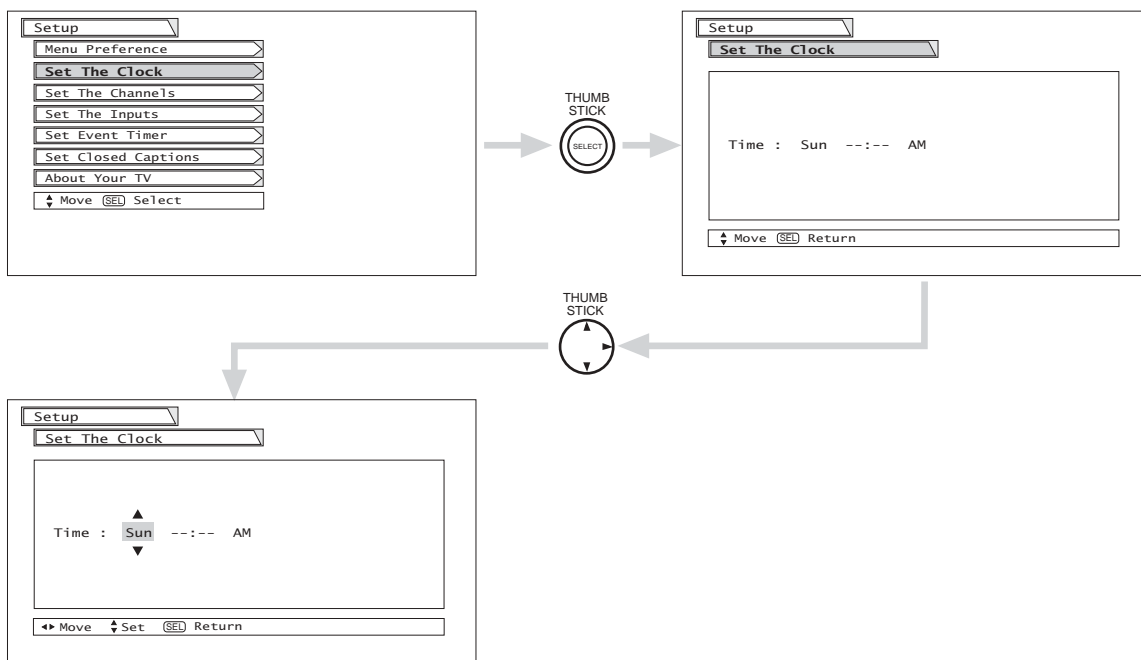 Setup
Menu Preference
Set The Clock
Set The Channels
Set The Inputs
Set Event Timer
Set Closed Captions
About Your TV
Move SEL Select
THUMB
STICK
SELECT
Setup
Set The Clock
Time : Sun --:-- AM
Move SEL Return
THUMB
STICK
Setup
Set The Clock
Time : Sun --:-- AM
Move Set SEL Return